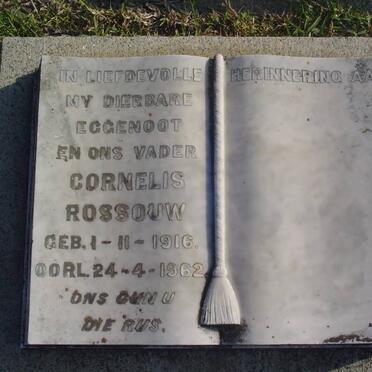 IN LIEFDEVOLLE HERINNERING AA
MY DIERBARE
EGGENOOT
EN ONS VADER
CORNELIS
ROSSOUW
GEB. 1-11-1916.
OORL. 24-4-1962.
ONS GUN U
DIE RUS.